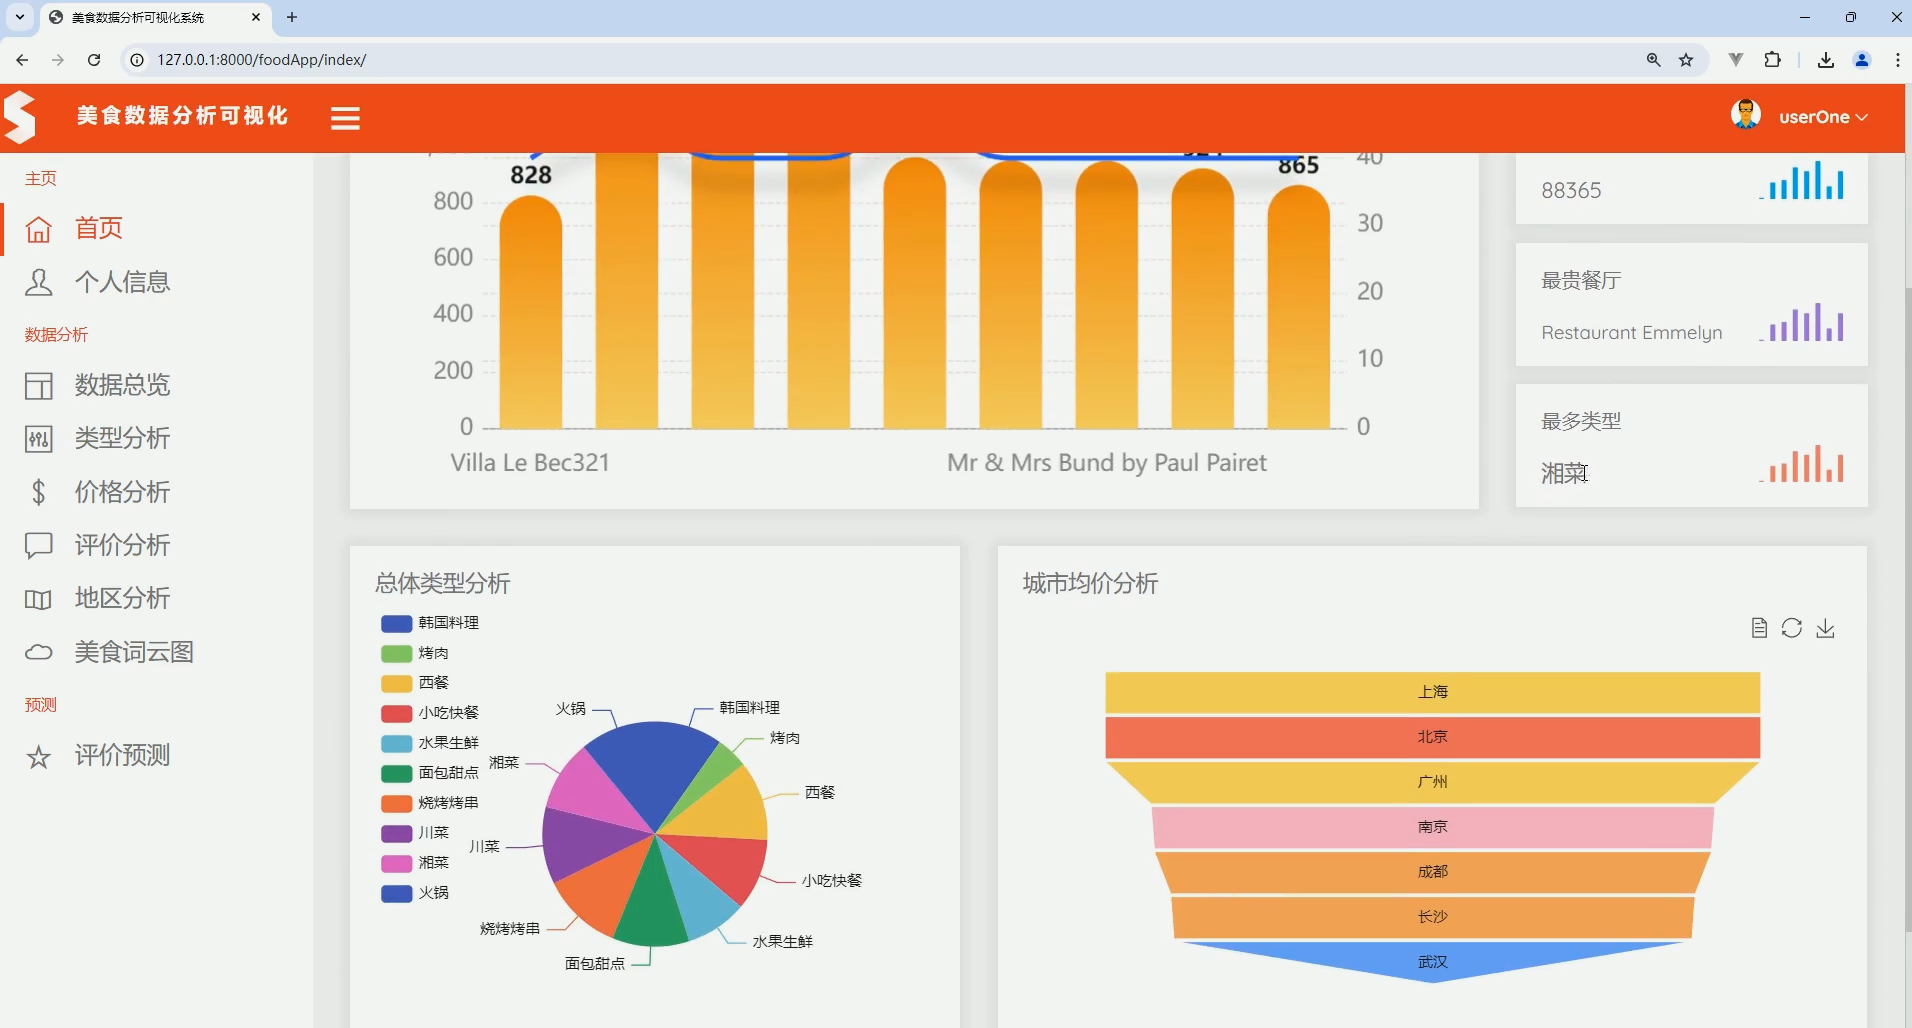 美食数据分析可视化系统
127.0.0.1:8000/foodApp/index/
美食数据分析可视化
userOne
主页
首页
个人信息
数据分析
数据总览
类型分析
价格分析
评价分析
地区分析
美食词云图
预测
评价预测
828
865
800
600
400
200
0
40
30
20
10
0
Villa Le Bec321
Mr & Mrs Bund by Paul Pairet
88365
最贵餐厅
Restaurant Emmelyn
最多类型
湘菜
总体类型分析
韩国料理
烤肉
西餐
小吃快餐
水果生鲜
面包甜点
烧烤烤串
川菜
湘菜
火锅
火锅
韩国料理
烤肉
湘菜
西餐
川菜
小吃快餐
烧烤烤串
水果生鲜
面包甜点
城市均价分析
上海
北京
广州
南京
成都
长沙
武汉